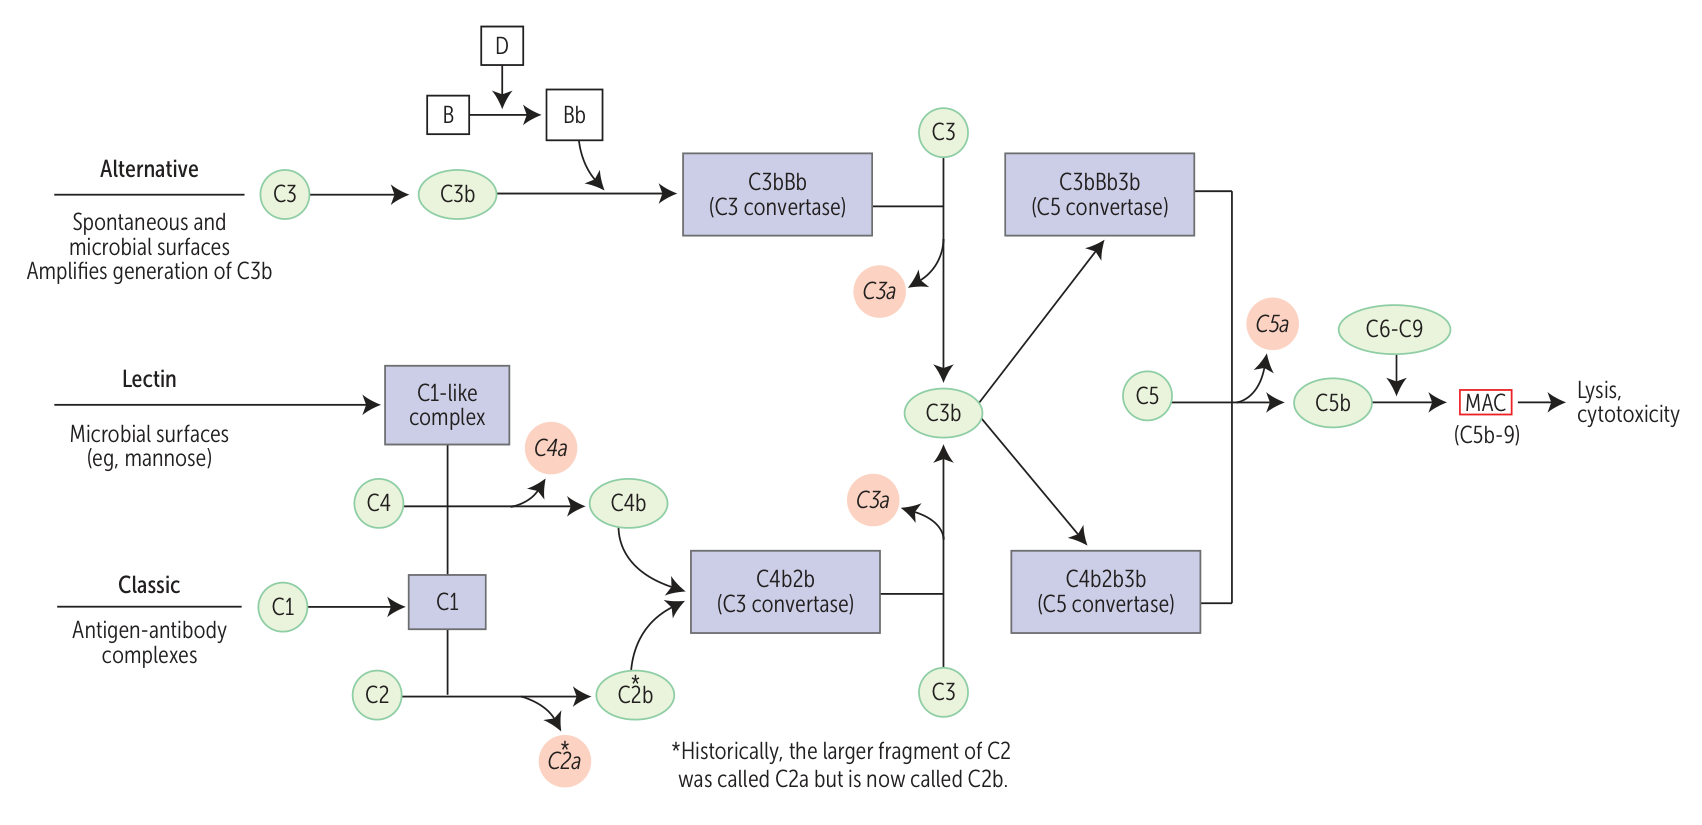 D
B
Bb
Alternative
Spontaneous and
microbial surfaces
Amplifies generation of C3b
C3
C3b
C3bBb
(C3 convertase)
C3
C3a
C3bBb3b
(C5 convertase)
Lectin
Microbial surfaces
(eg, mannose)
C1-like
complex
C4
C4a
C4b
C3b
C3a
C5
C5a
C5b
C6-C9
MAC
(C5b-9)
Lysis,
cytotoxicity
Classic
Antigen-antibody
complexes
C1
C1
C2
*
C2b
*
C2a
C4b2b
(C3 convertase)
C3
C4b2b3b
(C5 convertase)
*Historically, the larger fragment of C2
was called C2a but is now called C2b.